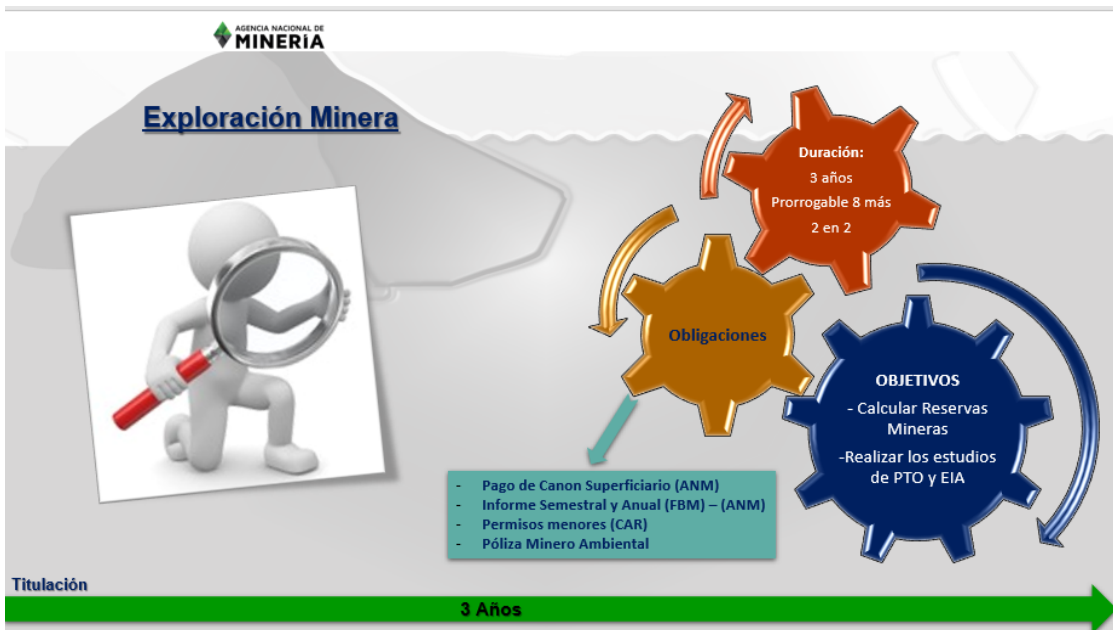 AGENCIA NACIONAL DE
MINERÍA
Exploración Minera
Duración:
3 años
Prorrogable 8 más
2 en 2
Obligaciones
OBJETIVOS
- Calcular Reservas
Mineras
-Realizar los estudios
de PTO y EIA
- Pago de Canon Superficiario (ANM)
- Informe Semestral y Anual (FBM) – (ANM)
- Permisos menores (CAR)
- Póliza Minero Ambiental
Titulación
3 Años